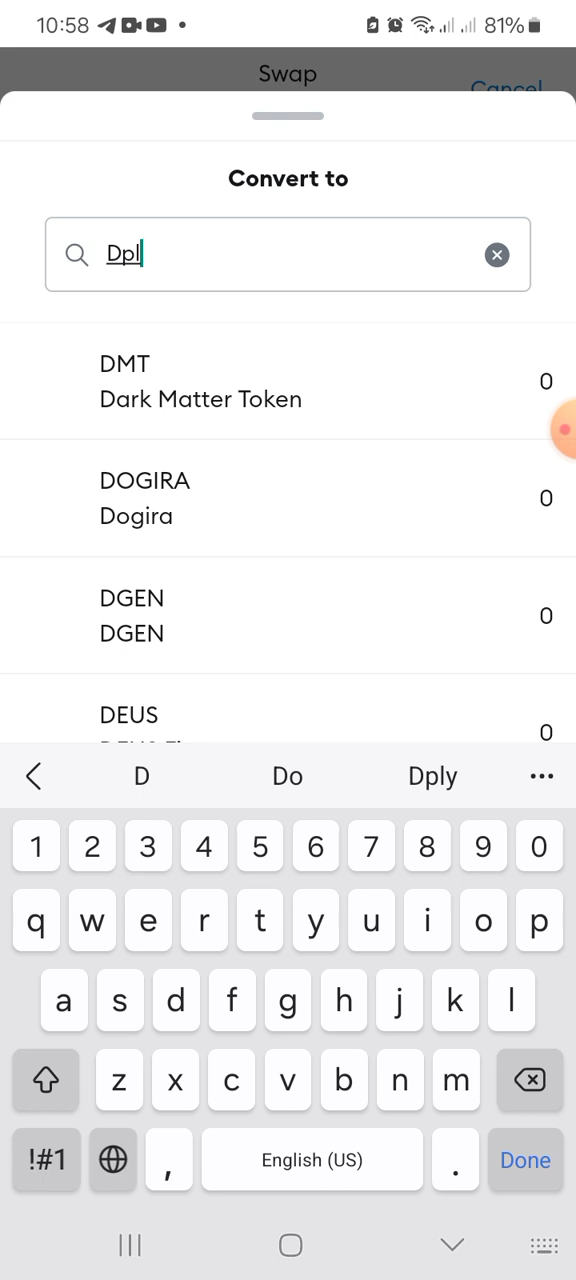 10:58 81%
Swap
Convert to
Dpl
DMT
Dark Matter Token
0
DOGIRA
Dogira
0
DGEN
DGEN
0
DEUS
0
D Do Dply
1 2 3 4 5 6 7 8 9 0
q w e r t y u i o p
a s d f g h j k l
z x c v b n m
!#1 , English (US) . Done